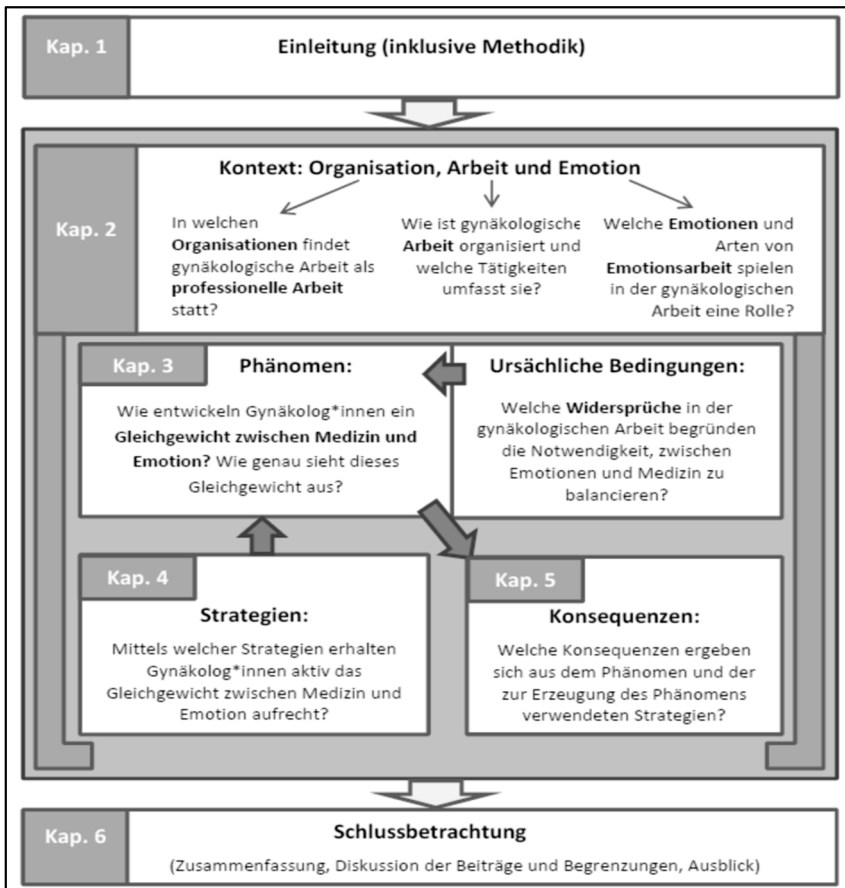 Kap. 1
Einleitung (inklusive Methodik)
Kap. 2
Kontext: Organisation, Arbeit und Emotion
In welchen
Organisationen findet
gynäkologische Arbeit als
professionelle Arbeit
statt?
Wie ist gynäkologische
Arbeit organisiert und
welche Tätigkeiten
umfasst sie?
Welche Emotionen und
Arten von
Emotionsarbeit spielen
in der gynäkologischen
Arbeit eine Rolle?
Kap. 3
Phänomen:
Wie entwickeln Gynäkolog*innen ein
Gleichgewicht zwischen Medizin und
Emotion? Wie genau sieht dieses
Gleichgewicht aus?
Ursächliche Bedingungen:
Welche Widersprüche in der
gynäkologischen Arbeit begründen
die Notwendigkeit, zwischen
Emotionen und Medizin zu
balancieren?
Kap. 4
Strategien:
Mittels welcher Strategien erhalten
Gynäkolog*innen aktiv das
Gleichgewicht zwischen Medizin und
Emotion aufrecht?
Kap. 5
Konsequenzen:
Welche Konsequenzen ergeben
sich aus dem Phänomen und der
zur Erzeugung des Phänomens
verwendeten Strategien?
Kap. 6
Schlussbetrachtung
(Zusammenfassung, Diskussion der Beiträge und Begrenzungen, Ausblick)